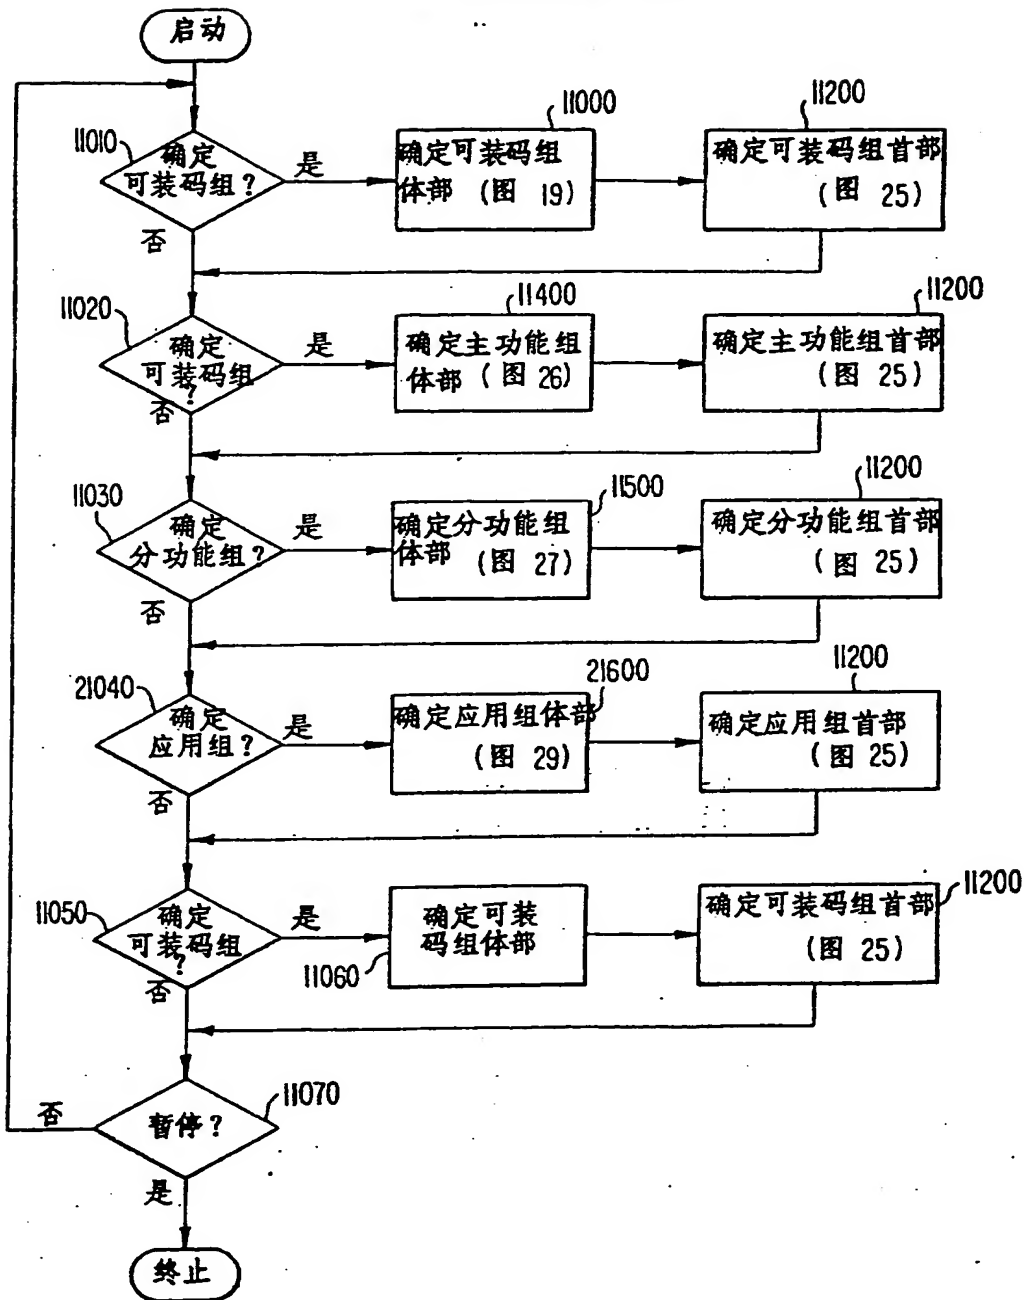 启动
11010
确定
可装码组？
是
否
11000
确定可装码组
体部 (图 19)
11200
确定可装码组首部
(图 25)
11020
确定
可装码组
？
是
否
11400
确定主功能组
体部 (图 26)
11200
确定主功能组首部
(图 25)
11030
确定
分功能组？
是
否
11500
确定分功能组
体部 (图 27)
11200
确定分功能组首部
(图 25)
21040
确定
应用组？
是
否
21600
确定应用组体部
(图 29)
11200
确定应用组首部
(图 25)
11050
确定
可装码组
？
是
否
确定可装
码组体部
11060
11200
确定可装码组首部
(图 25)
11070
暂停？
否
是
终止